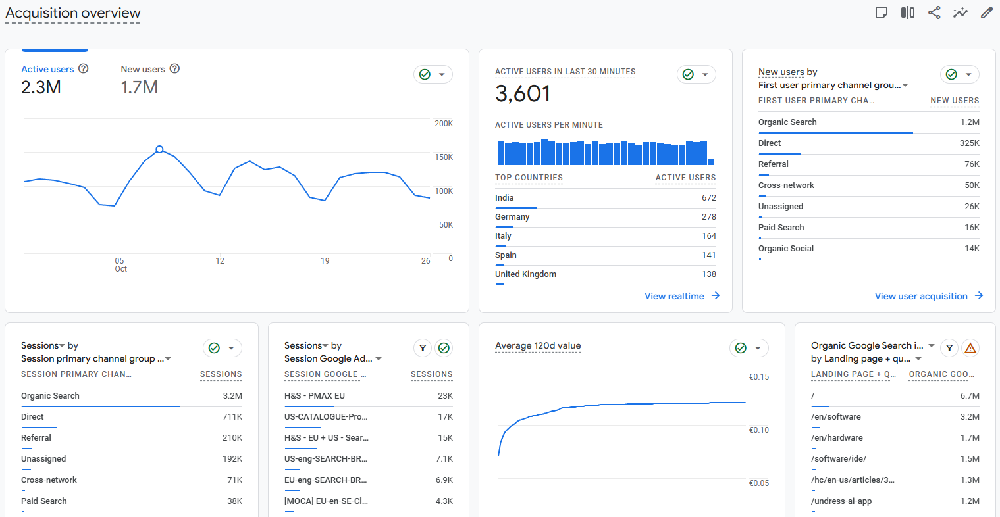 Acquisition overview
Active users
New users
2.3M
1.7M
200K
150K
100K
50K
0
05
Oct
12
19
26
ACTIVE USERS IN LAST 30 MINUTES
3,601
ACTIVE USERS PER MINUTE
TOP COUNTRIES ACTIVE USERS
India 672
Germany 278
Italy 164
Spain 141
United Kingdom 138
View realtime
New users by
First user primary channel grou...
FIRST USER PRIMARY CHA... NEW USERS
Organic Search 1.2M
Direct 325K
Referral 76K
Cross-network 50K
Unassigned 26K
Paid Search 16K
Organic Social 14K
View user acquisition
Sessions by
Session primary channel group ...
SESSION PRIMARY CHAN... SESSIONS
Organic Search 3.2M
Direct 711K
Referral 210K
Unassigned 192K
Cross-network 71K
Paid Search 38K
Sessions by
Session Google Ad...
SESSION GOOGLE ... SESSIONS
H&S - PMAX EU 23K
US-CATALOGUE-Pro... 17K
H&S - EU + US - Sear... 15K
US-eng-SEARCH-BR... 7.1K
EU-eng-SEARCH-BR... 6.9K
[MOCA] EU-en-SE-Cl... 4.3K
Average 120d value
€0.15
€0.10
€0.05
Organic Google Search i...
by Landing page + qu...
LANDING PAGE + Q... ORGANIC GOO...
/ 6.7M
/en/software 3.2M
/en/hardware 1.7M
/software/ide/ 1.5M
/hc/en-us/articles/3... 1.3M
/undress-ai-app 1.2M